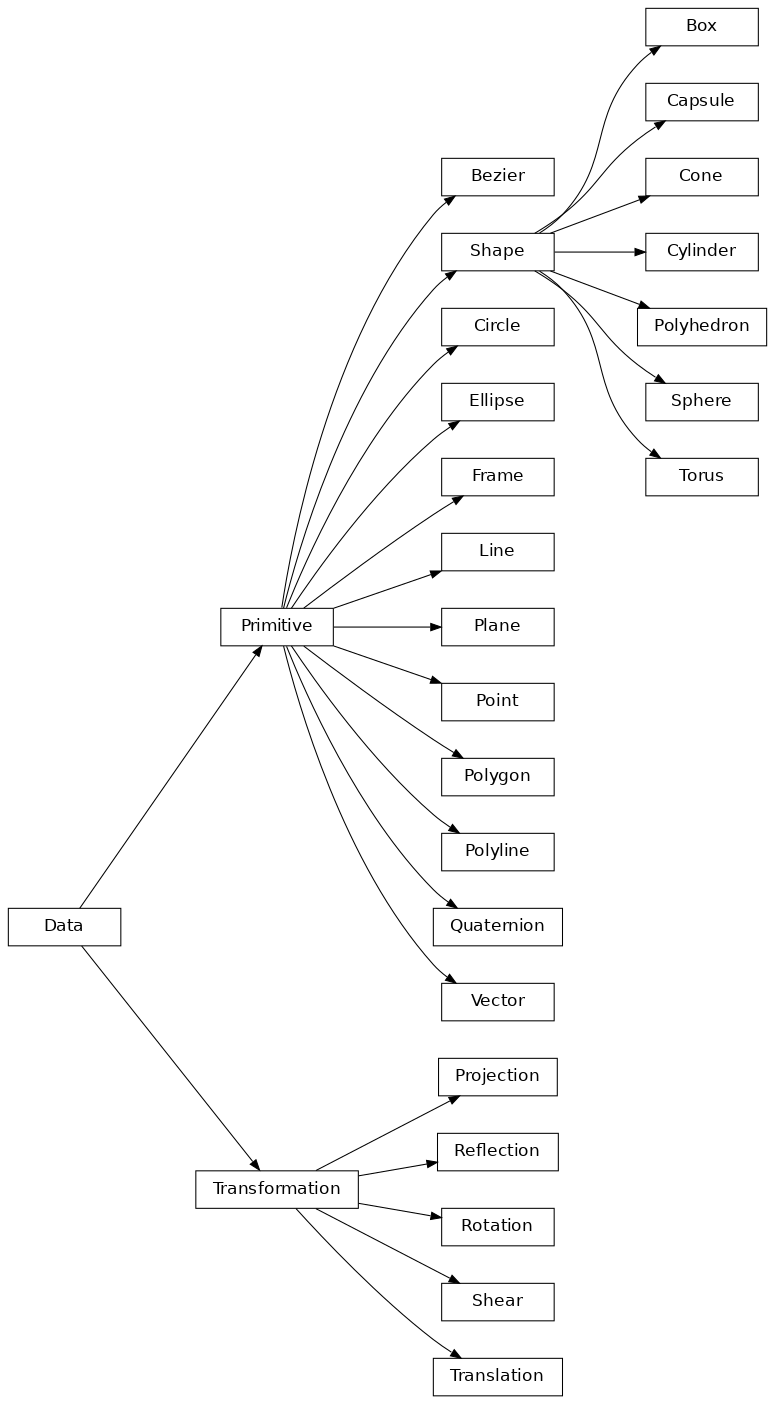 Box
Capsule
Bezier
Cone
Shape
Cylinder
Circle
Polyhedron
Ellipse
Sphere
Frame
Torus
Line
Primitive
Plane
Point
Polygon
Polyline
Data
Quaternion
Vector
Projection
Reflection
Transformation
Rotation
Shear
Translation